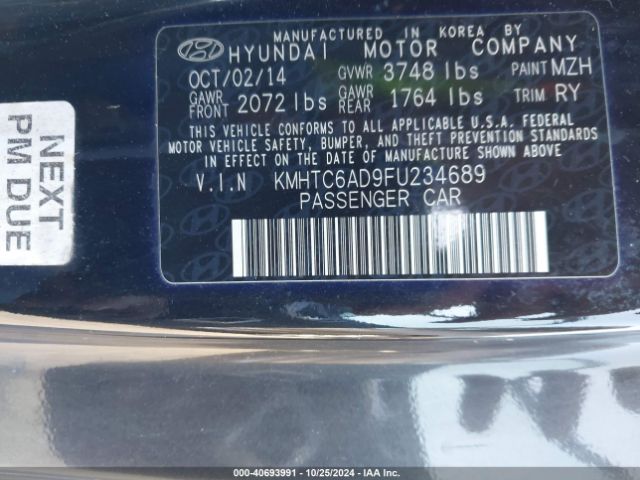 MANUFACTURED IN KOREA BY
HYUNDAI MOTOR COMPANY
OCT/02/14 GVWR 3748 lbs PAINT MZH
GAWR FRONT 2072 lbs GAWR REAR 1764 lbs TRIM RY
THIS VEHICLE CONFORMS TO ALL APPLICABLE U.S.A. FEDERAL
MOTOR VEHICLE SAFETY, BUMPER, AND THEFT PREVENTION STANDARDS
IN EFFECT ON THE DATE OF MANUFACTURE SHOWN ABOVE
V.I.N KMHTC6AD9FU234689
PASSENGER CAR
NEXT
PM DUE
000-40693991 - 10/25/2024 - IAAI.COM